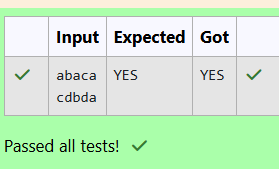 Input Expected Got
abaca YES YES
cdbda
Passed all tests!